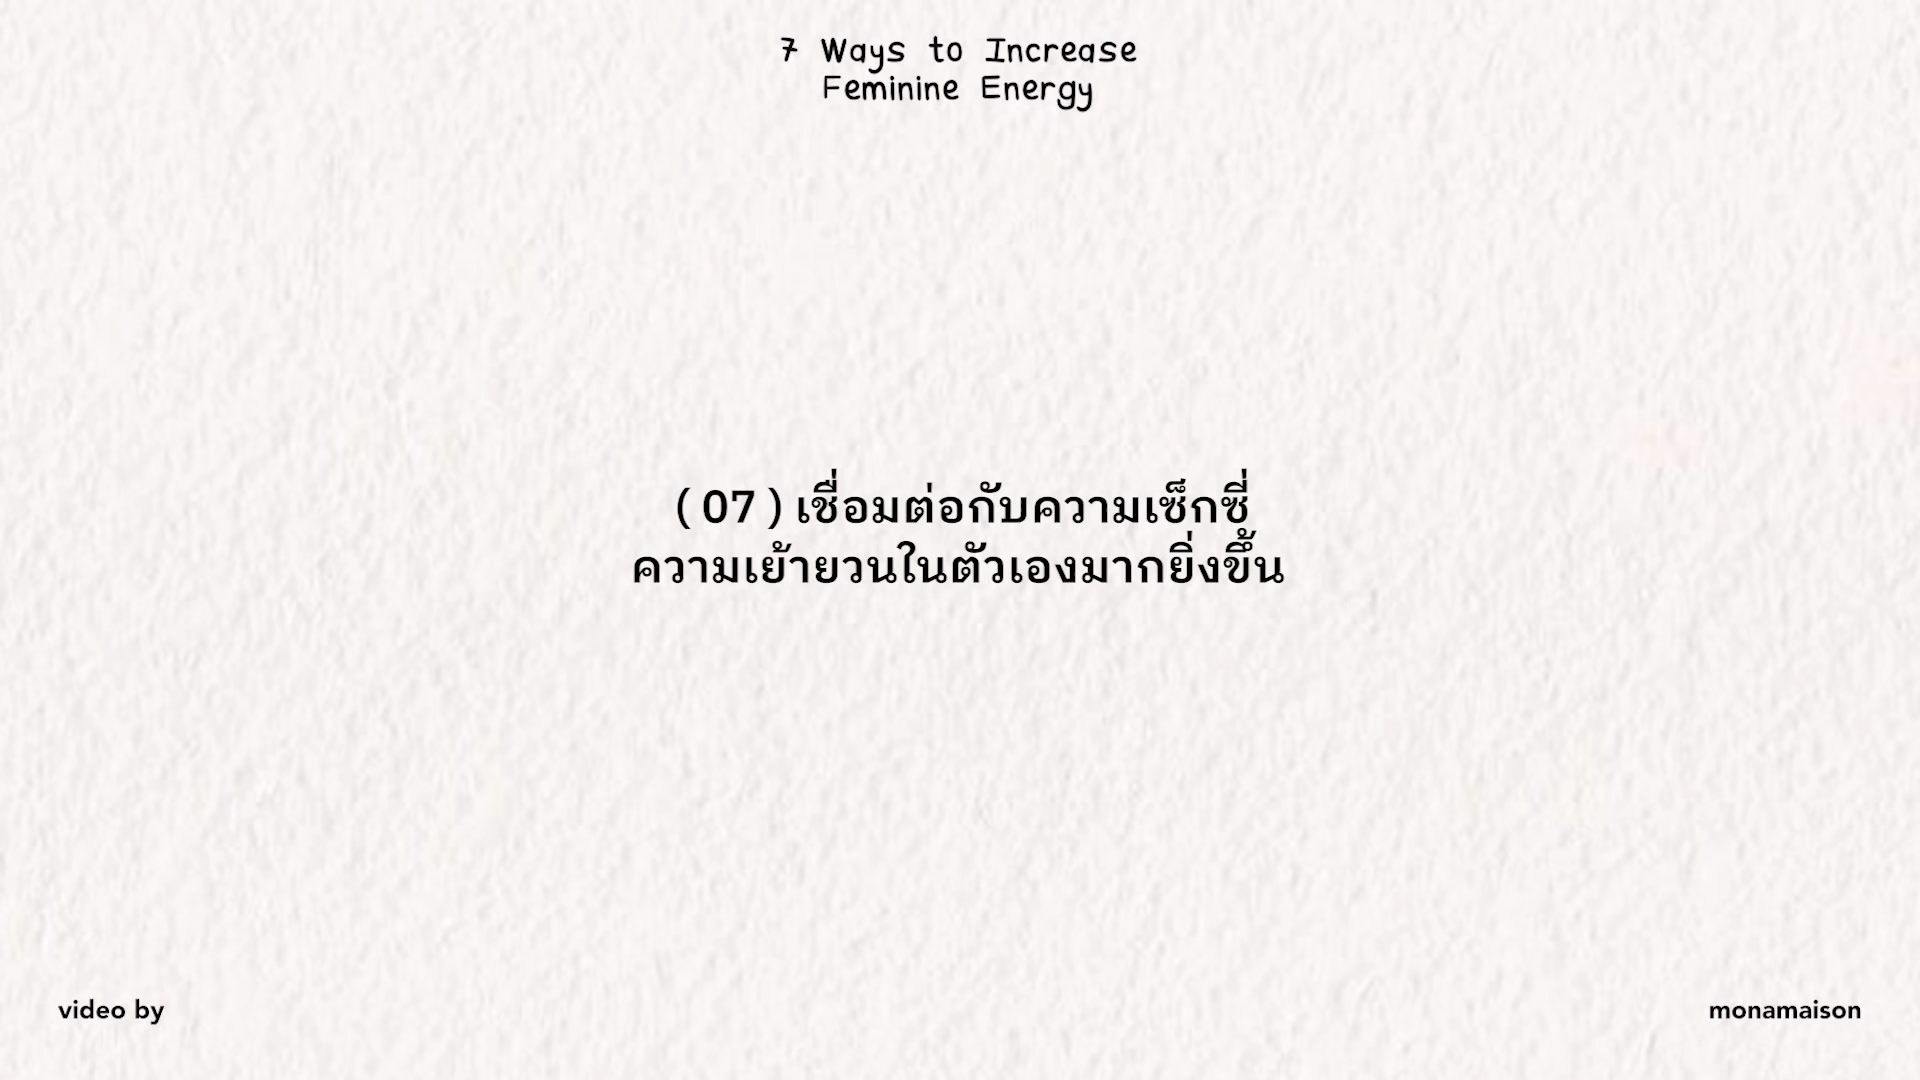 7 Ways to Increase
Feminine Energy
( 07 ) เชื่อมต่อกับความเซ็กซี่
ความเย้ายวนในตัวเองมากยิ่งขึ้น
video by
monamaison